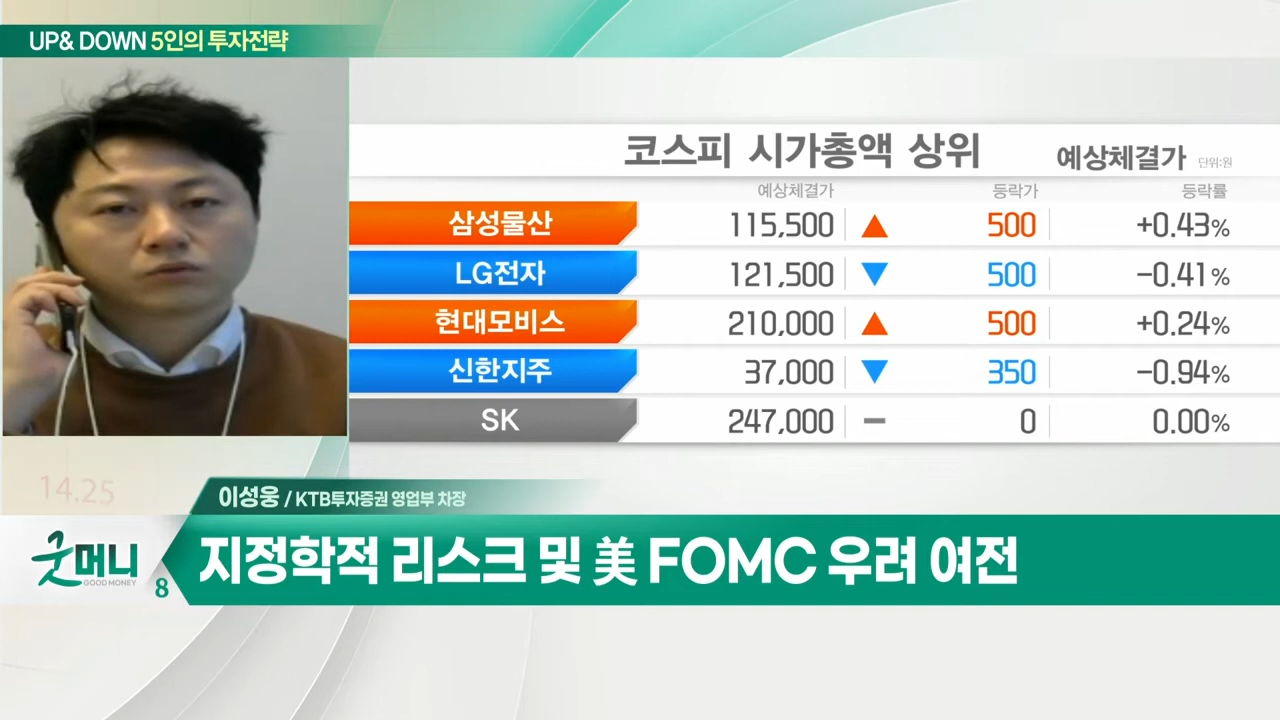 UP& DOWN 5인의 투자전략
코스피 시가총액 상위 예상체결가 단위:원
예상체결가 등락가 등락률
삼성물산 115,500 ▲ 500 +0.43%
LG전자 121,500 ▼ 500 -0.41%
현대모비스 210,000 ▲ 500 +0.24%
신한지주 37,000 ▼ 350 -0.94%
SK 247,000 - 0 0.00%
14.25
이성웅 / KTB투자증권 영업부 차장
굿머니
GOOD MONEY
8
지정학적 리스크 및 美 FOMC 우려 여전